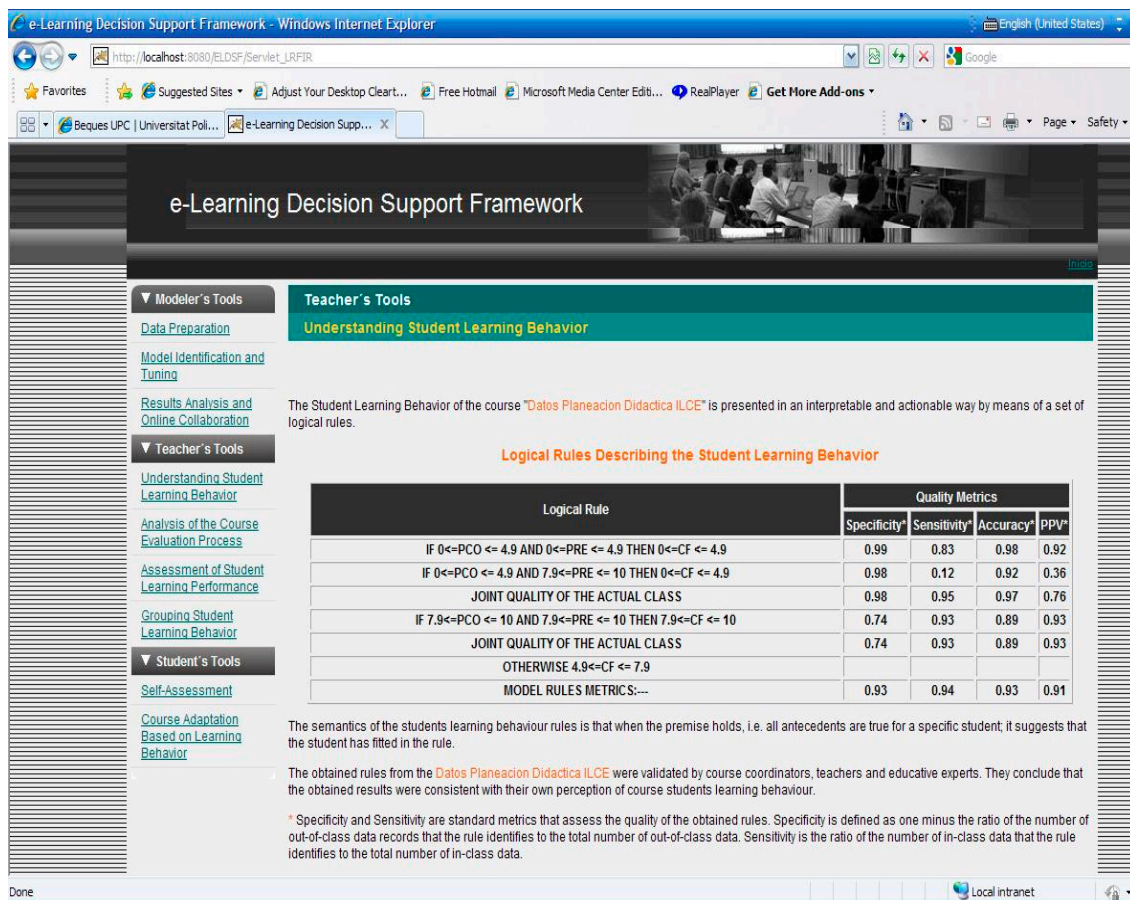 e-Learning Decision Support Framework - Windows Internet Explorer
English (United States)
http://localhost:8080/ELDSF/Servlet_LRFIR
Google
Favorites
Suggested Sites
Adjust Your Desktop Cleart...
Free Hotmail
Microsoft Media Center Editi...
RealPlayer
Get More Add-ons
Beques UPC | Universitat Poli...
e-Learning Decision Supp...
X
Page
Safety
e-Learning Decision Support Framework
Inicio
▼ Modeler´s Tools
Data Preparation
Model Identification and
Tuning
Results Analysis and
Online Collaboration
▼ Teacher´s Tools
Understanding Student
Learning Behavior
Analysis of the Course
Evaluation Process
Assessment of Student
Learning Performance
Grouping Student
Learning Behavior
▼ Student´s Tools
Self-Assessment
Course Adaptation
Based on Learning
Behavior
Teacher´s Tools
Understanding Student Learning Behavior
The Student Learning Behavior of the course "Datos Planeacion Didactica ILCE" is presented in an interpretable and actionable way by means of a set of
logical rules.
Logical Rules Describing the Student Learning Behavior
Logical Rule
Quality Metrics
Specificity* Sensitivity* Accuracy* PPV*
IF 0<=PCO <= 4.9 AND 0<=PRE <= 4.9 THEN 0<=CF <= 4.9 0.99 0.83 0.98 0.92
IF 0<=PCO <= 4.9 AND 7.9<=PRE <= 10 THEN 0<=CF <= 4.9 0.98 0.12 0.92 0.36
JOINT QUALITY OF THE ACTUAL CLASS 0.98 0.95 0.97 0.76
IF 7.9<=PCO <= 10 AND 7.9<=PRE <= 10 THEN 7.9<=CF <= 10 0.74 0.93 0.89 0.93
JOINT QUALITY OF THE ACTUAL CLASS 0.74 0.93 0.89 0.93
OTHERWISE 4.9<=CF <= 7.9
MODEL RULES METRICS:--- 0.93 0.94 0.93 0.91
The semantics of the students learning behaviour rules is that when the premise holds, i.e. all antecedents are true for a specific student; it suggests that
the student has fitted in the rule.
The obtained rules from the Datos Planeacion Didactica ILCE were validated by course coordinators, teachers and educative experts. They conclude that
the obtained results were consistent with their own perception of course students learning behaviour.
* Specificity and Sensitivity are standard metrics that assess the quality of the obtained rules. Specificity is defined as one minus the ratio of the number of
out-of-class data records that the rule identifies to the total number of out-of-class data. Sensitivity is the ratio of the number of in-class data that the rule
identifies to the total number of in-class data.
Done
Local intranet